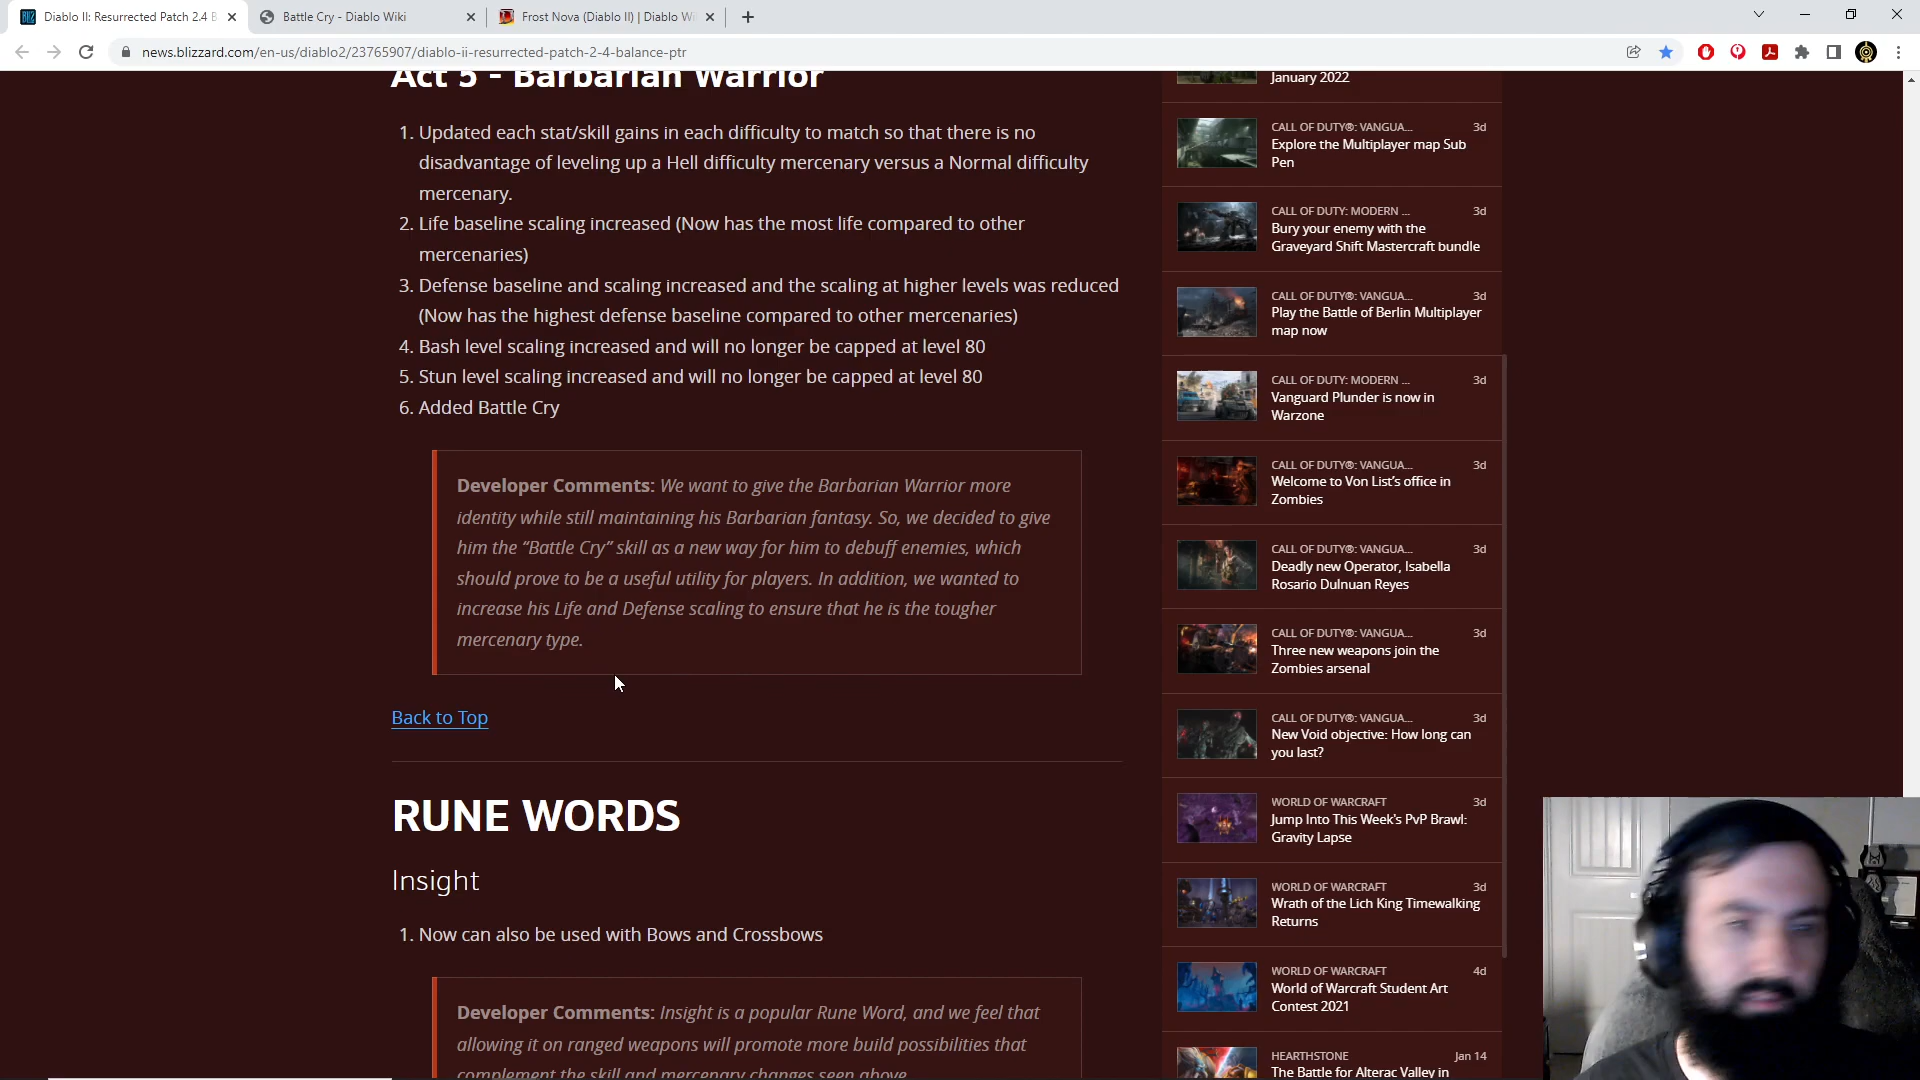 Diablo II: Resurrected Patch 2.4 B
Battle Cry - Diablo Wiki
Frost Nova (Diablo II) | Diablo Wi
news.blizzard.com/en-us/diablo2/23765907/diablo-ii-resurrected-patch-2-4-balance-ptr
Act 5 - Barbarian Warrior
1. Updated each stat/skill gains in each difficulty to match so that there is no
disadvantage of leveling up a Hell difficulty mercenary versus a Normal difficulty
mercenary.
2. Life baseline scaling increased (Now has the most life compared to other
mercenaries)
3. Defense baseline and scaling increased and the scaling at higher levels was reduced
(Now has the highest defense baseline compared to other mercenaries)
4. Bash level scaling increased and will no longer be capped at level 80
5. Stun level scaling increased and will no longer be capped at level 80
6. Added Battle Cry
Developer Comments: We want to give the Barbarian Warrior more
identity while still maintaining his Barbarian fantasy. So, we decided to give
him the “Battle Cry” skill as a new way for him to debuff enemies, which
should prove to be a useful utility for players. In addition, we wanted to
increase his Life and Defense scaling to ensure that he is the tougher
mercenary type.
Back to Top
RUNE WORDS
Insight
1. Now can also be used with Bows and Crossbows
Developer Comments: Insight is a popular Rune Word, and we feel that
allowing it on ranged weapons will promote more build possibilities that
complement the skill and mercenary changes seen above.
January 2022
CALL OF DUTY®: VANGUA... 3d
Explore the Multiplayer map Sub
Pen
CALL OF DUTY: MODERN ... 3d
Bury your enemy with the
Graveyard Shift Mastercraft bundle
CALL OF DUTY®: VANGUA... 3d
Play the Battle of Berlin Multiplayer
map now
CALL OF DUTY: MODERN ... 3d
Vanguard Plunder is now in
Warzone
CALL OF DUTY®: VANGUA... 3d
Welcome to Von List’s office in
Zombies
CALL OF DUTY®: VANGUA... 3d
Deadly new Operator, Isabella
Rosario Dulnuan Reyes
CALL OF DUTY®: VANGUA... 3d
Three new weapons join the
Zombies arsenal
CALL OF DUTY®: VANGUA... 3d
New Void objective: How long can
you last?
WORLD OF WARCRAFT 3d
Jump Into This Week's PvP Brawl:
Gravity Lapse
WORLD OF WARCRAFT 3d
Wrath of the Lich King Timewalking
Returns
WORLD OF WARCRAFT 4d
World of Warcraft Student Art
Contest 2021
HEARTHSTONE Jan 14
The Battle for Alterac Valley in